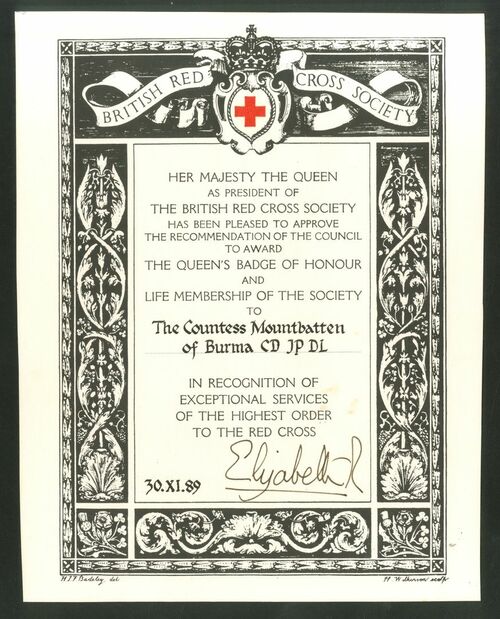 BRITISH RED CROSS SOCIETY
HER MAJESTY THE QUEEN
AS PRESIDENT OF
THE BRITISH RED CROSS SOCIETY
HAS BEEN PLEASED TO APPROVE
THE RECOMMENDATION OF THE COUNCIL
TO AWARD
THE QUEEN'S BADGE OF HONOUR
AND
LIFE MEMBERSHIP OF THE SOCIETY
TO
The Countess Mountbatten
of Burma CD JP DL
IN RECOGNITION OF
EXCEPTIONAL SERVICES
OF THE HIGHEST ORDER
TO THE RED CROSS
Elizabeth R
30.XI.89
H.J.F. Badeley. del